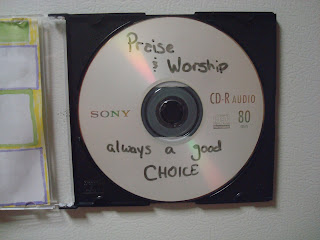 Praise
& Worship
SONY
CD-R AUDIO
80
always a good
CHOICE